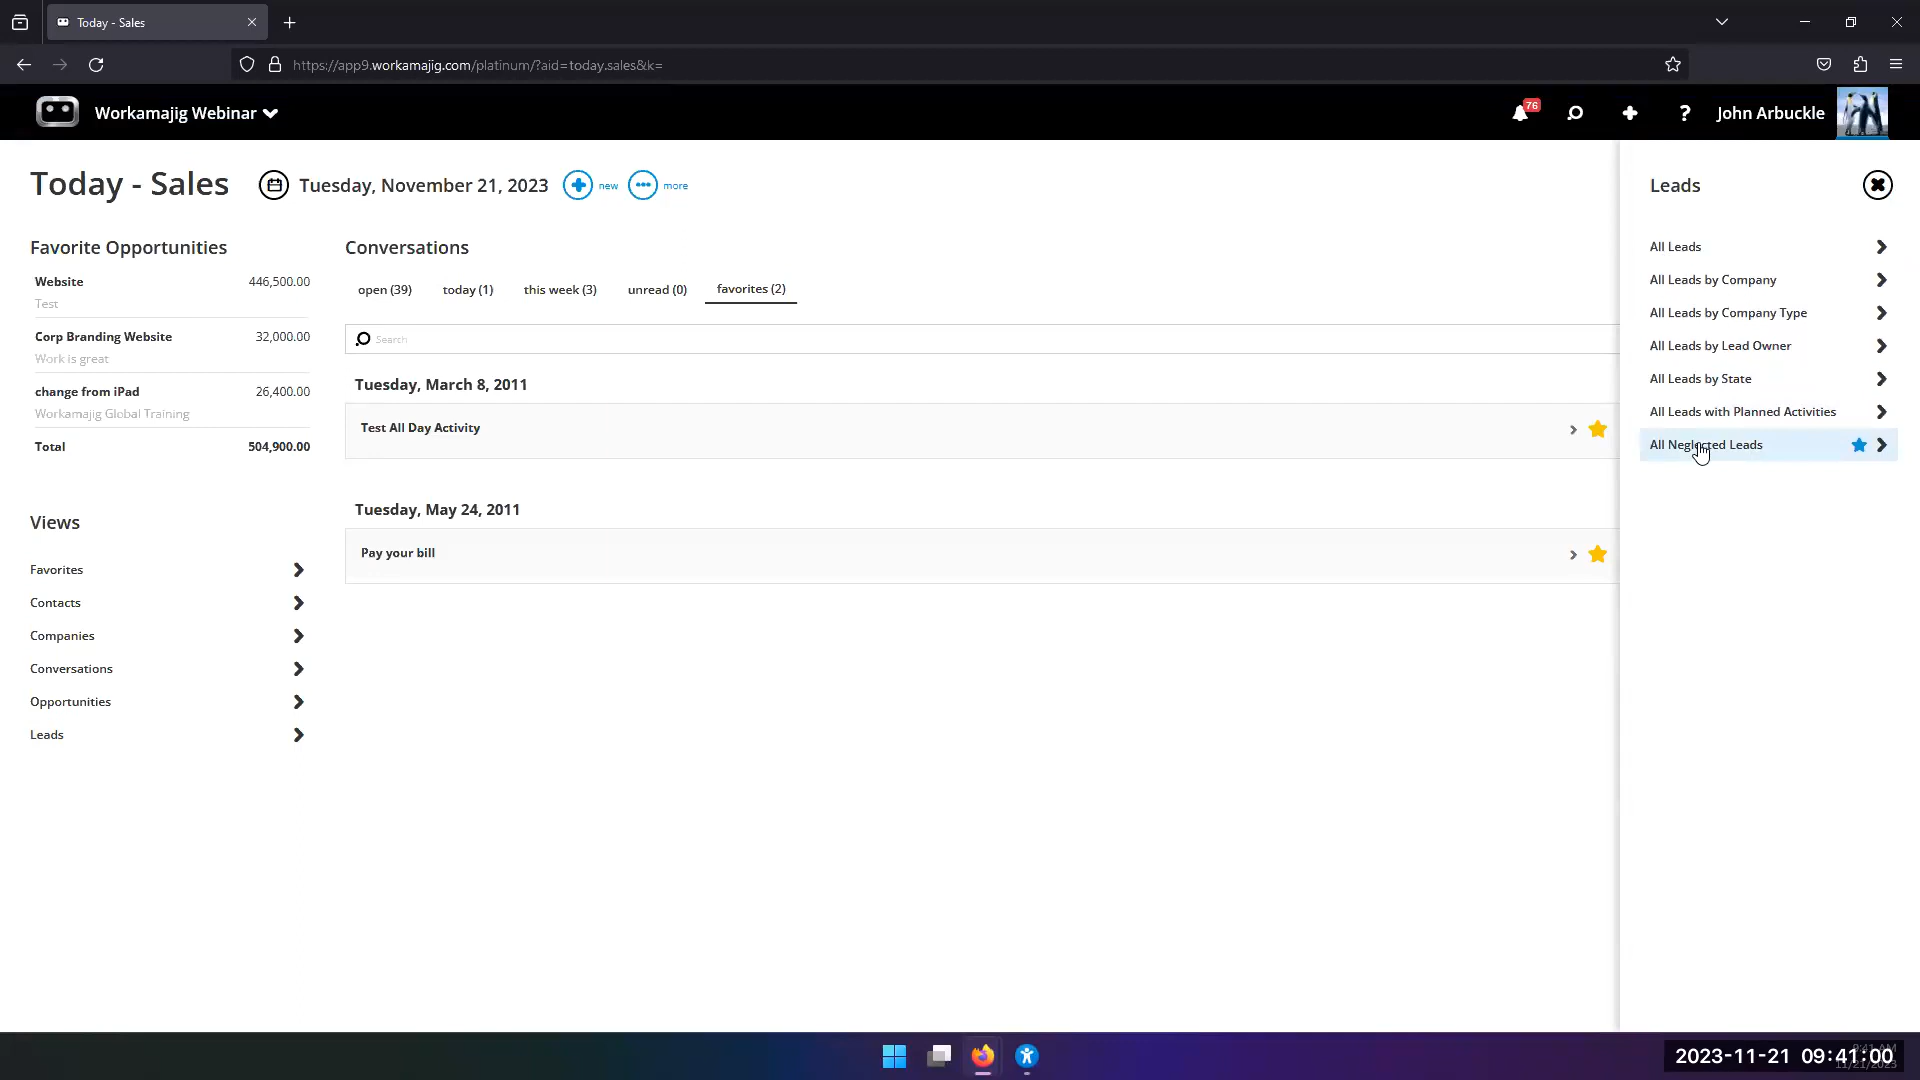 Today - Sales
https://app9.workamajig.com/platinum/?aid=today.sales&k=
Workamajig Webinar
76
?
John Arbuckle
Today - Sales
Tuesday, November 21, 2023
new
more
Favorite Opportunities
Website 446,500.00
Test
Corp Branding Website 32,000.00
Work is great
change from iPad 26,400.00
Workamajig Global Training
Total 504,900.00
Views
Favorites
Contacts
Companies
Conversations
Opportunities
Leads
Conversations
open (39) today (1) this week (3) unread (0) favorites (2)
Search
Tuesday, March 8, 2011
Test All Day Activity
Tuesday, May 24, 2011
Pay your bill
Leads
All Leads
All Leads by Company
All Leads by Company Type
All Leads by Lead Owner
All Leads by State
All Leads with Planned Activities
All Neglected Leads
2023-11-21 09:41:00